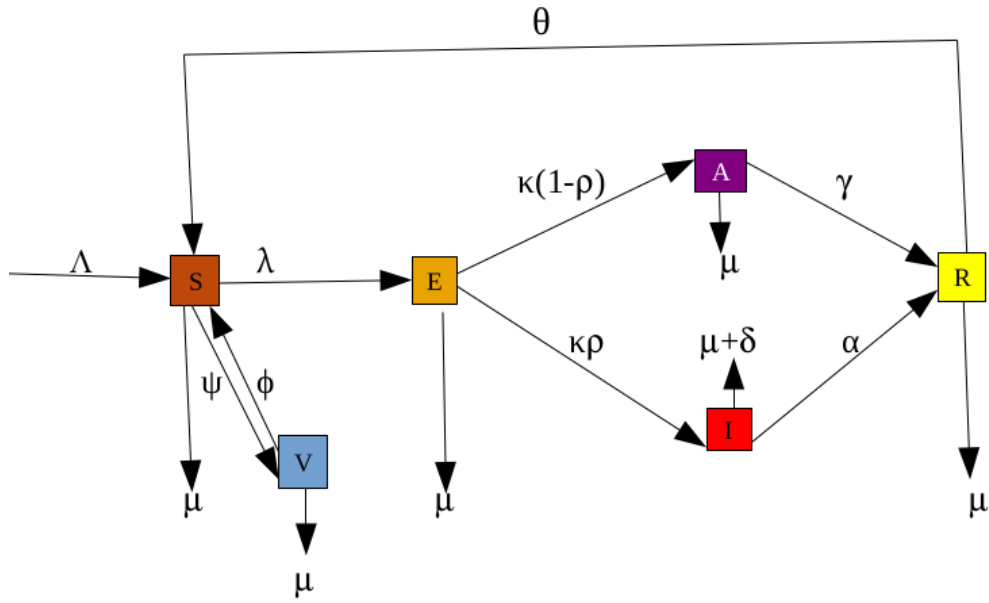 θ
κ(1-ρ)
A
γ
μ
Λ
S
λ
E
R
κρ
μ+δ
α
ψ
ϕ
I
V
μ
μ
μ
μ